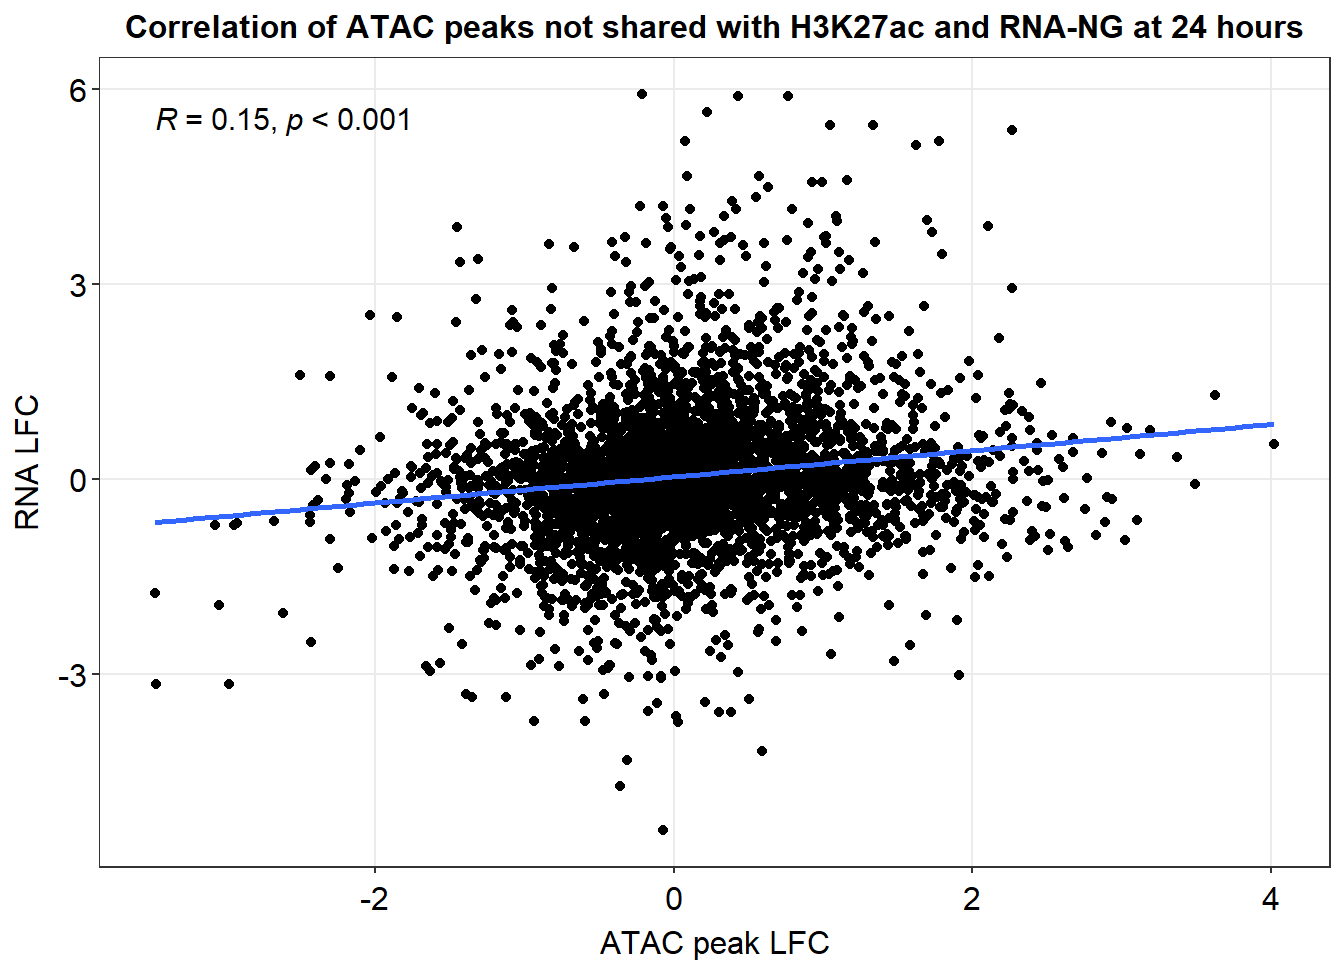 Correlation of ATAC peaks not shared with H3K27ac and RNA-NG at 24 hours
R = 0.15, p < 0.001
6
3
0
-3
RNA LFC
-2
0
2
4
ATAC peak LFC